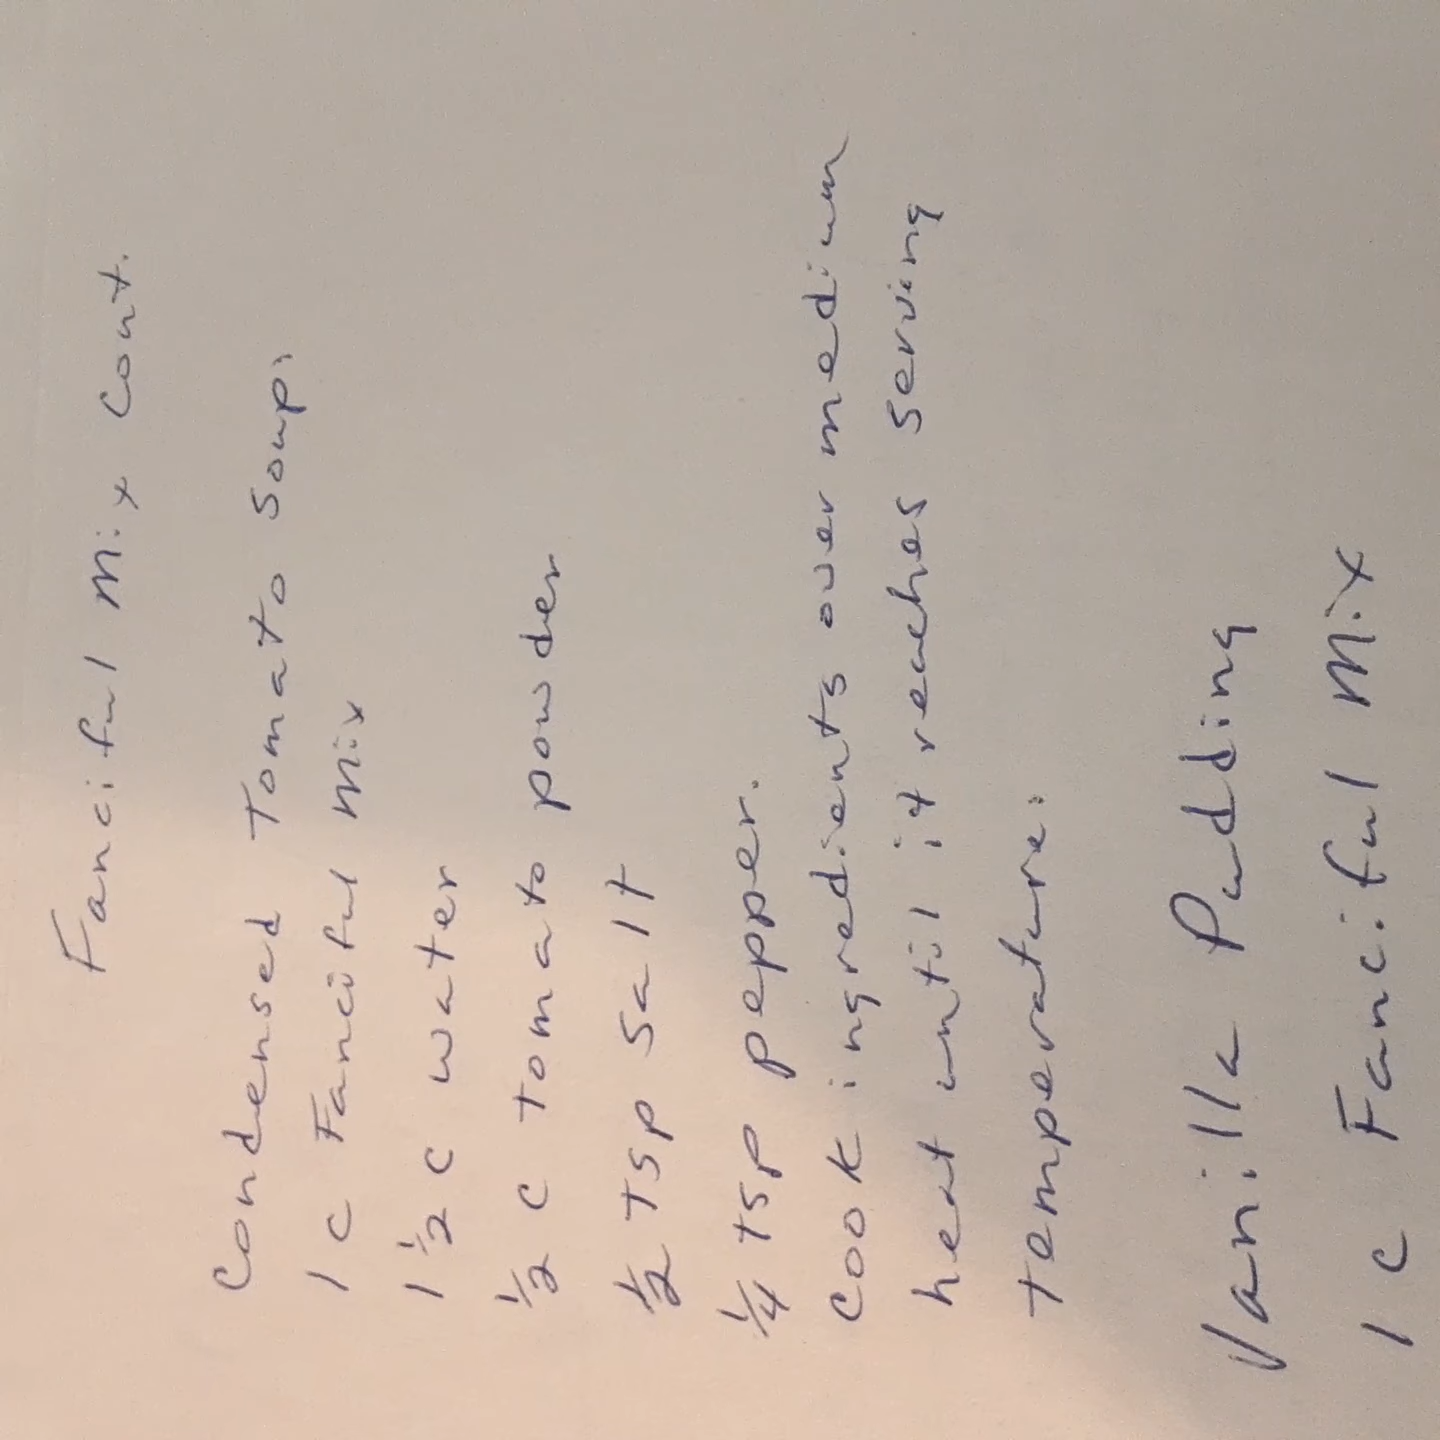 Fanciful Mix Cont.
Condensed Tomato Soup:
1 c Fanciful Mix
1 1/2 c water
1/2 c tomato powder
1/2 tsp salt
1/4 tsp pepper.
Cook ingredients over medium
heat until it reaches serving
temperature.
Vanilla Pudding
1 c Fanciful Mix